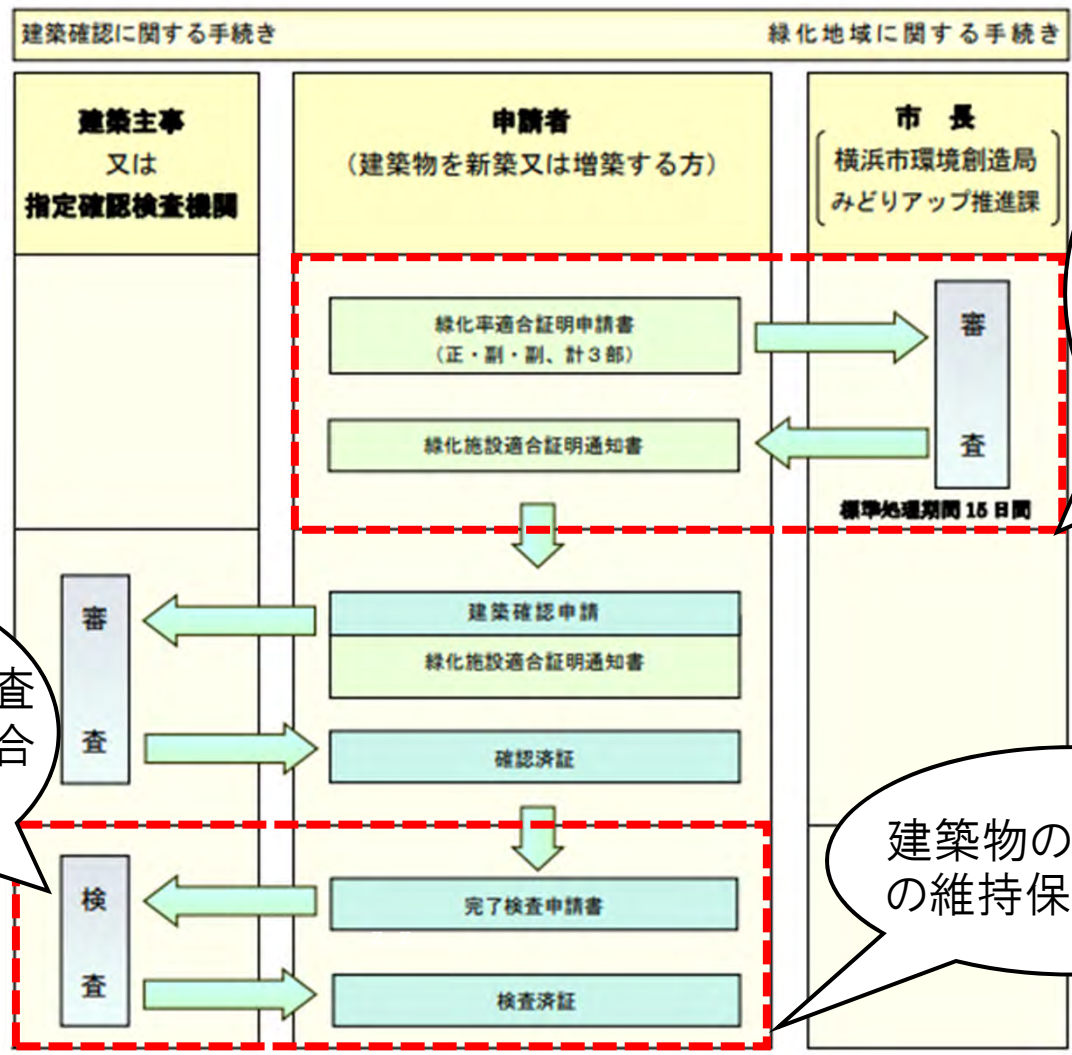 建築確認に関する手続き
緑化地域に関する手続き
建築主事
又は
指定確認検査機関
申請者
（建築物を新築又は増築する方）
市 長
横浜市環境創造局
みどりアップ推進課
緑化率適合証明申請書
（正・副・副、計３部）
審
査
緑化施設適合証明通知書
標準処理期間 15 日間
建築確認申請
緑化施設適合証明通知書
審
査
確認済証
査
合
建築物の
の維持保
完了検査申請書
検
査
検査済証